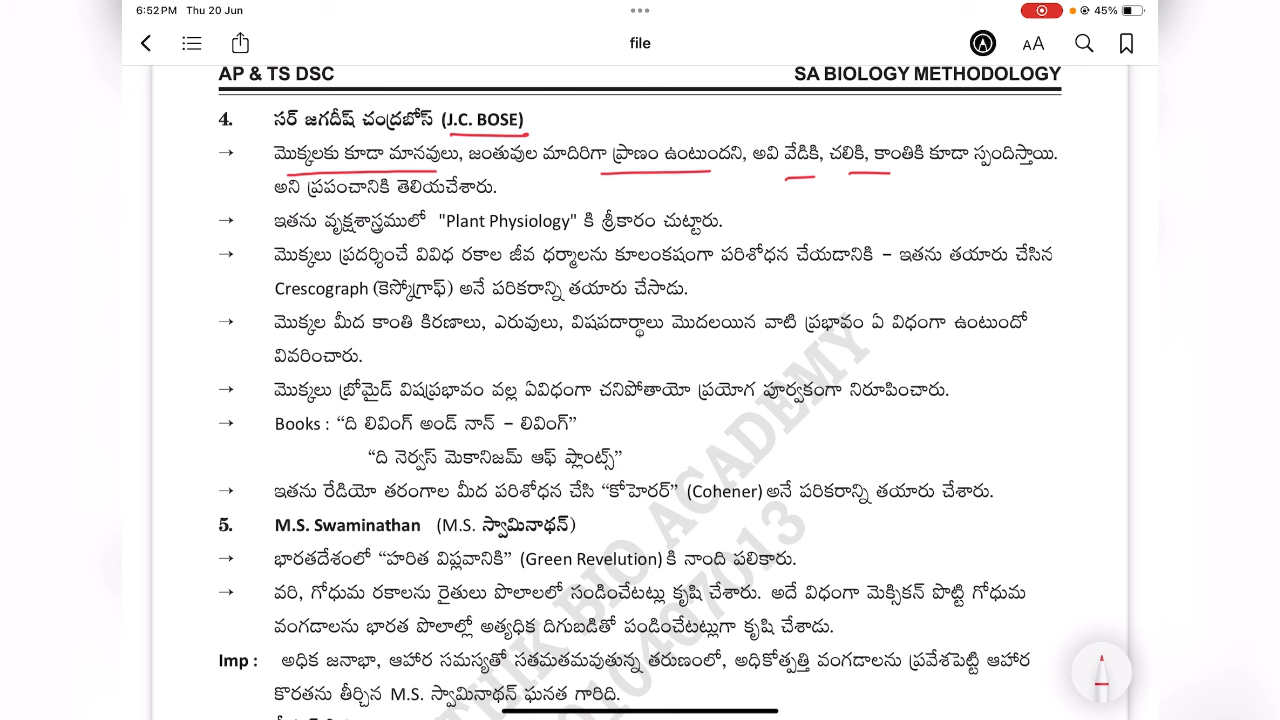 6:52 PM Thu 20 Jun
45%
file
AA
AP & TS DSC SA BIOLOGY METHODOLOGY
4. సర్ జగదీష్ చంద్రబోస్ (J.C. BOSE)
→ మొక్కలకు కూడా మానవులు, జంతువుల మాదిరిగా ప్రాణం ఉంటుందని, అవి వేడికి, చలికి, కాంతికి కూడా స్పందిస్తాయి.
అని ప్రపంచానికి తెలియచేశారు.
→ ఇతను వృక్షశాస్త్రములో "Plant Physiology" కి శ్రీకారం చుట్టారు.
→ మొక్కలు ప్రదర్శించే వివిధ రకాల జీవ ధర్మాలను కూలంకషంగా పరిశోధన చేయడానికి – ఇతను తయారు చేసిన
Crescograph (కెస్కోగ్రాఫ్) అనే పరికరాన్ని తయారు చేసాడు.
→ మొక్కల మీద కాంతి కిరణాలు, ఎరువులు, విషపదార్థాలు మొదలయిన వాటి ప్రభావం ఏ విధంగా ఉంటుందో
వివరించారు.
→ మొక్కలు బ్రోమైడ్ విషప్రభావం వల్ల ఏవిధంగా చనిపోతాయో ప్రయోగ పూర్వకంగా నిరూపించారు.
→ Books : “ది లివింగ్ అండ్ నాన్ – లివింగ్”
“ది నెర్వస్ మెకానిజమ్ ఆఫ్ ప్లాంట్స్”
→ ఇతను రేడియో తరంగాల మీద పరిశోధన చేసి “కోహెరర్” (Cohener) అనే పరికరాన్ని తయారు చేశారు.
5. M.S. Swaminathan (M.S. స్వామినాథన్)
→ భారతదేశంలో “హరిత విప్లవానికి” (Green Revelution) కి నాంది పలికారు.
→ వరి, గోధుమ రకాలను రైతులు పొలాలలో సండించేటట్లు కృషి చేశారు. అదే విధంగా మెక్సికన్ పొట్టి గోధుమ
వంగడాలను భారత పొలాల్లో అత్యధిక దిగుబడితో పండించేటట్లుగా కృషి చేశాడు.
Imp : అధిక జనాభా, ఆహార సమస్యతో సతమతమవుతున్న తరుణంలో, అధికోత్పత్తి వంగడాలను ప్రవేశపెట్టి ఆహార
కొరతను తీర్చిన M.S. స్వామినాథన్ ఘనత గారిది.